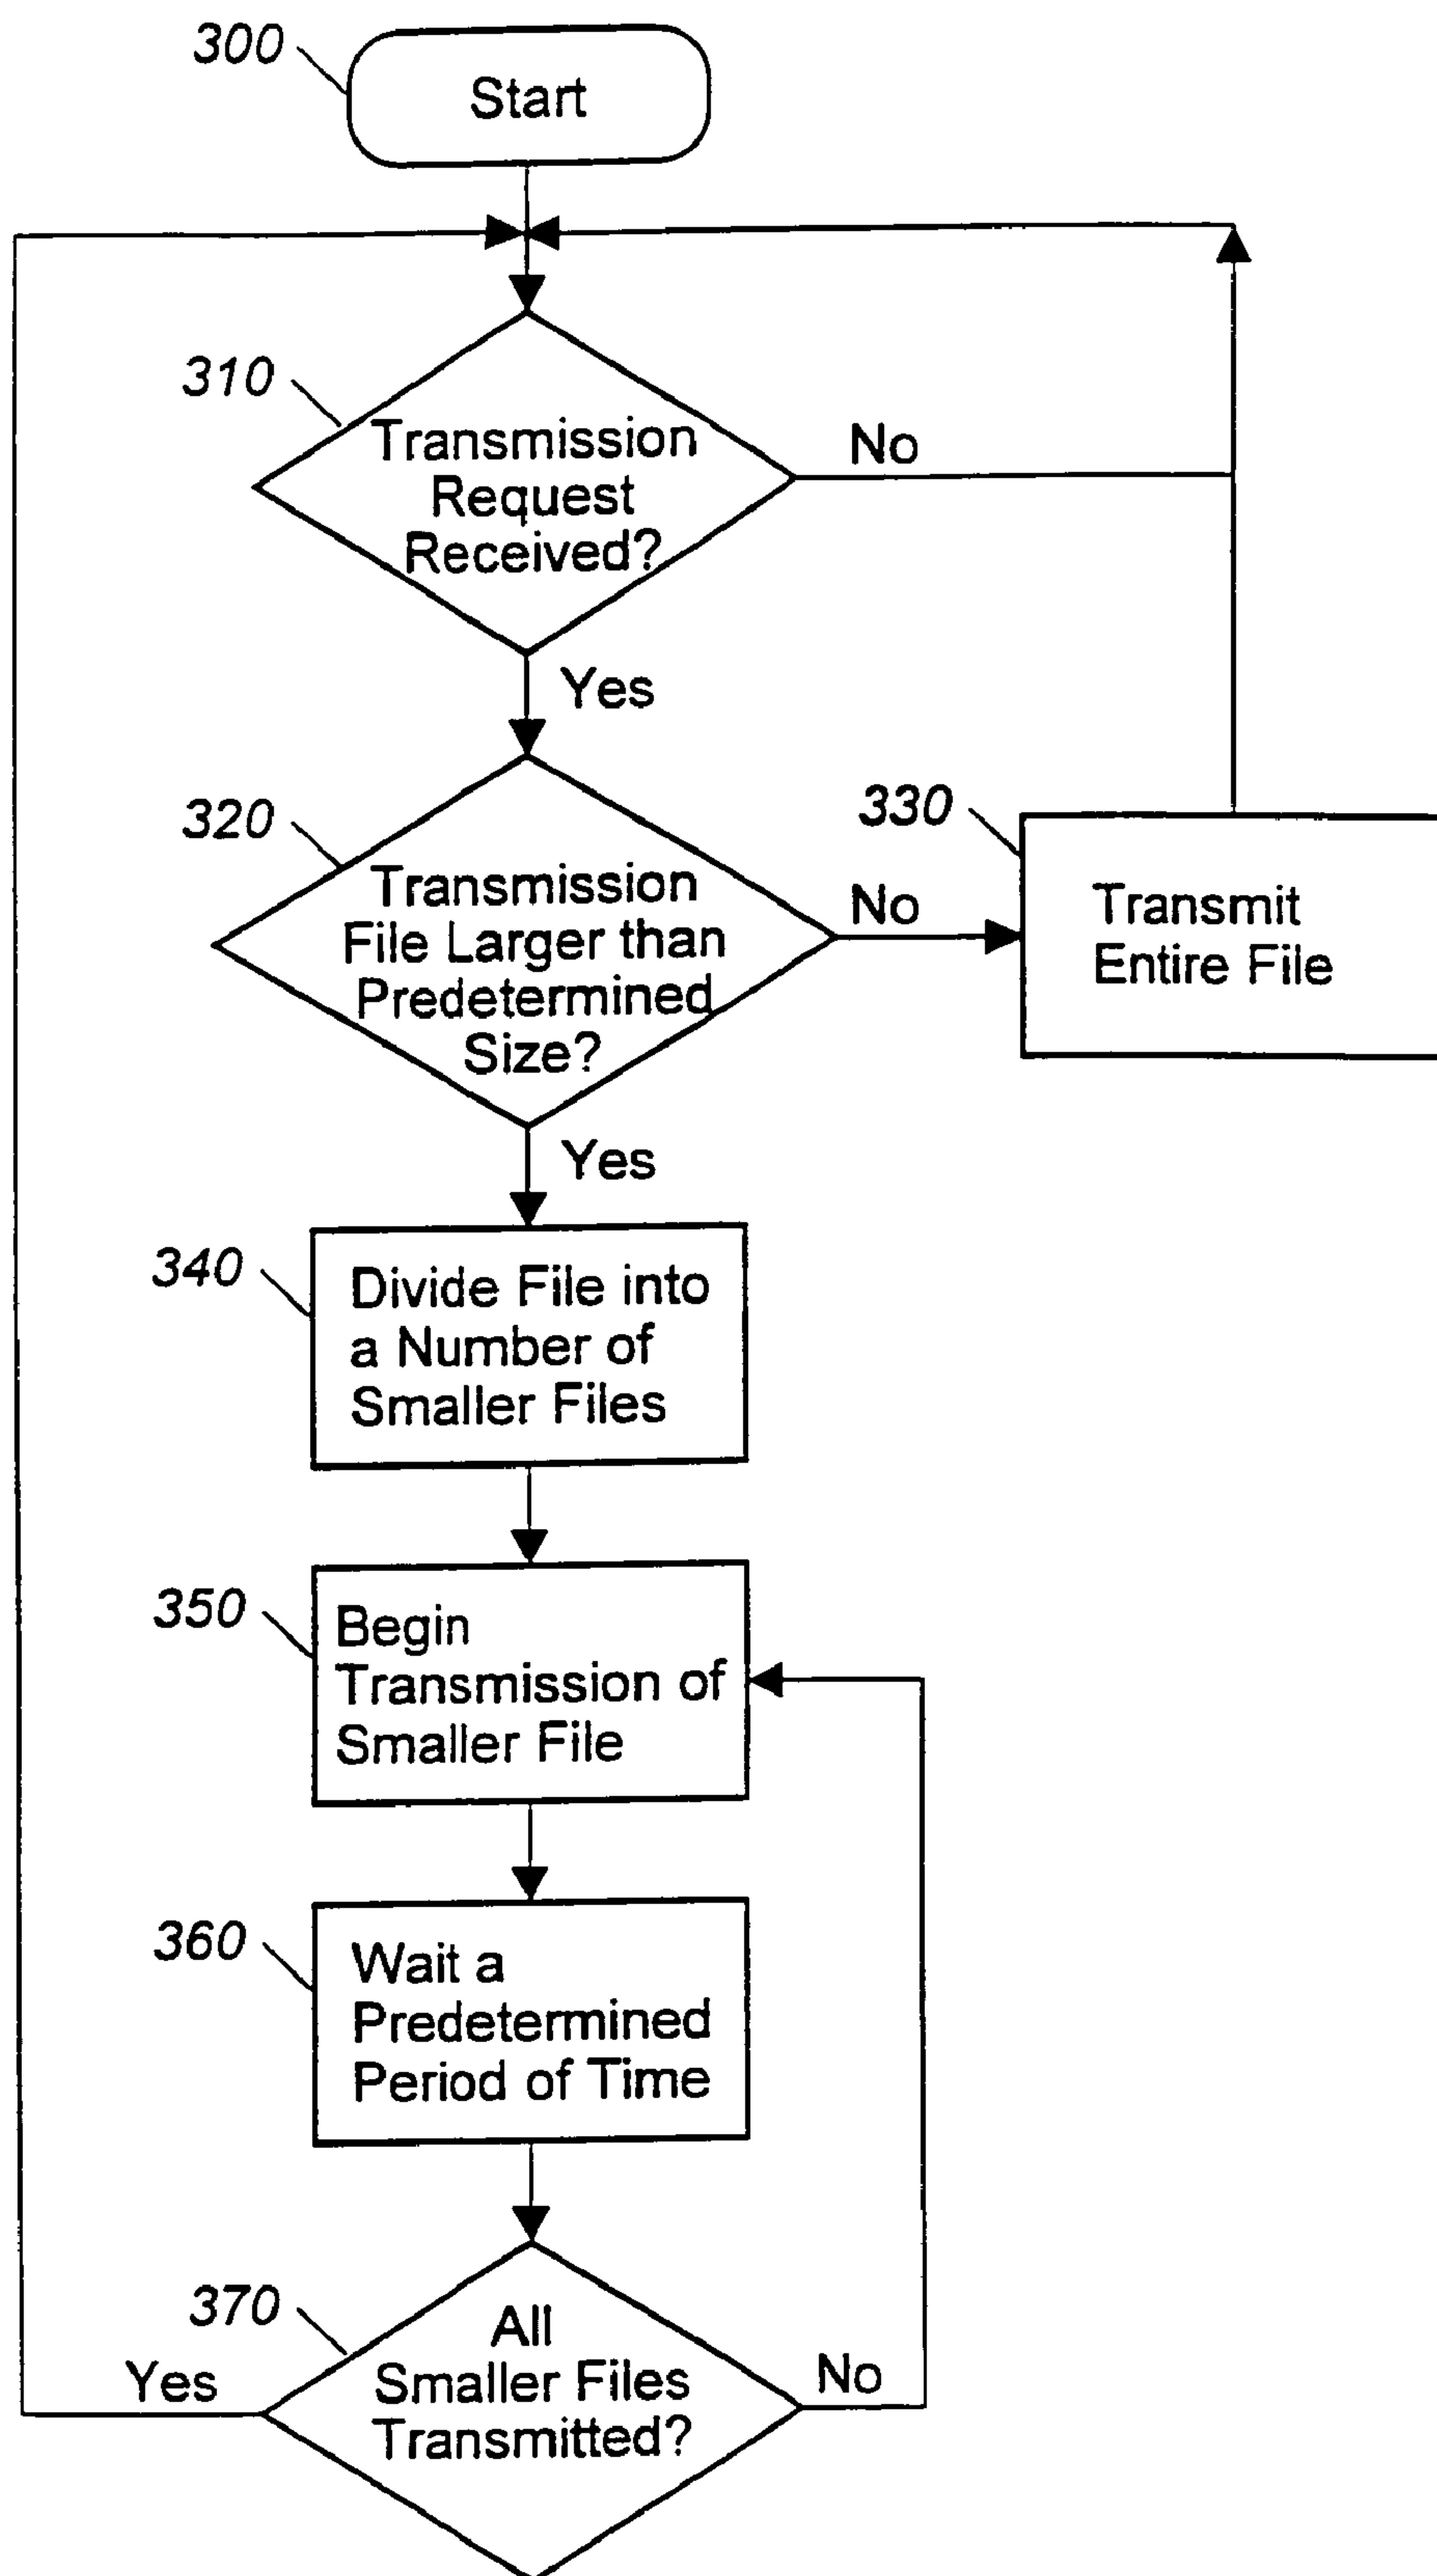 300
Start
310
Transmission
Request
Received?
No
Yes
320
Transmission
File Larger than
Predetermined
Size?
No
330
Transmit
Entire File
Yes
340
Divide File into
a Number of
Smaller Files
350
Begin
Transmission of
Smaller File
360
Wait a
Predetermined
Period of Time
370
All
Smaller Files
Transmitted?
Yes
No